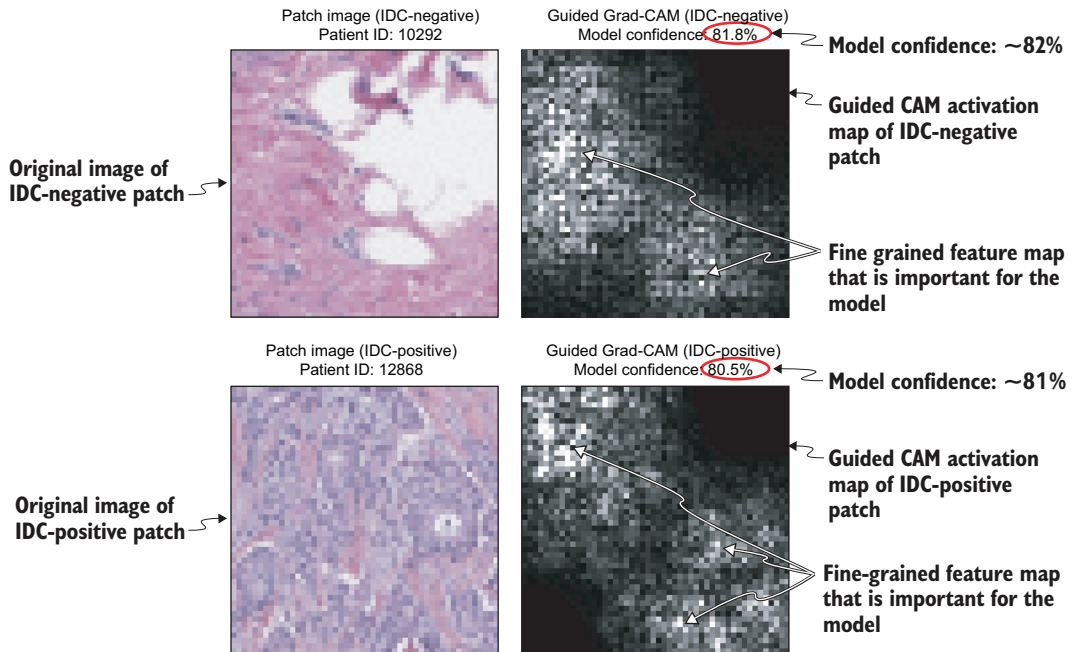 Patch image (IDC-negative)
Patient ID: 10292
Guided Grad-CAM (IDC-negative)
Model confidence: 81.8%
Model confidence: ~82%
Guided CAM activation
map of IDC-negative
patch
Original image of
IDC-negative patch
Fine grained feature map
that is important for the
model
Patch image (IDC-positive)
Patient ID: 12868
Guided Grad-CAM (IDC-positive)
Model confidence: 80.5%
Model confidence: ~81%
Guided CAM activation
map of IDC-positive
patch
Original image of
IDC-positive patch
Fine-grained feature map
that is important for the
model